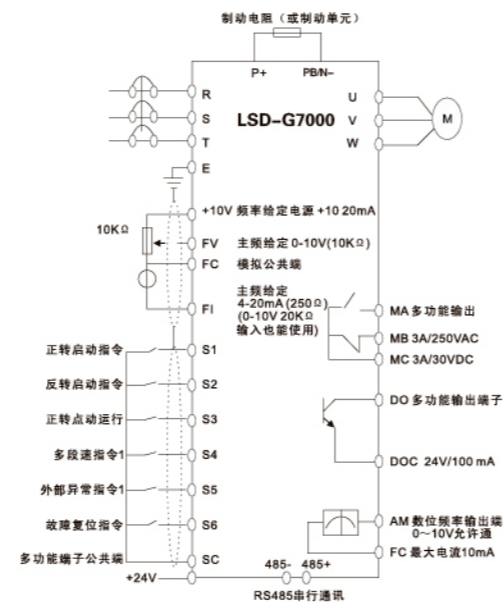 制动电阻（或制动单元）
P+
PB/N−
R
S
T
E
LSD−G7000
U
V
W
M
+10V 频率给定电源 +10 20mA
10KΩ
FV 主频给定 0-10V(10KΩ)
FC 模拟公共端
主频给定
4-20mA (250Ω)
(0-10V 20KΩ
输入也能使用)
FI
MA 多功能输出
MB 3A/250VAC
MC 3A/30VDC
正转启动指令 S1
反转启动指令 S2
正转点动运行 S3
多段速指令1 S4
外部异常指令1 S5
故障复位指令 S6
多功能端子公共端 SC
+24V
DO 多功能输出端子
DOC 24V/100 mA
AM 数位频率输出端
0～10V允许通
FC 最大电流10mA
485- 485+
RS485串行通讯